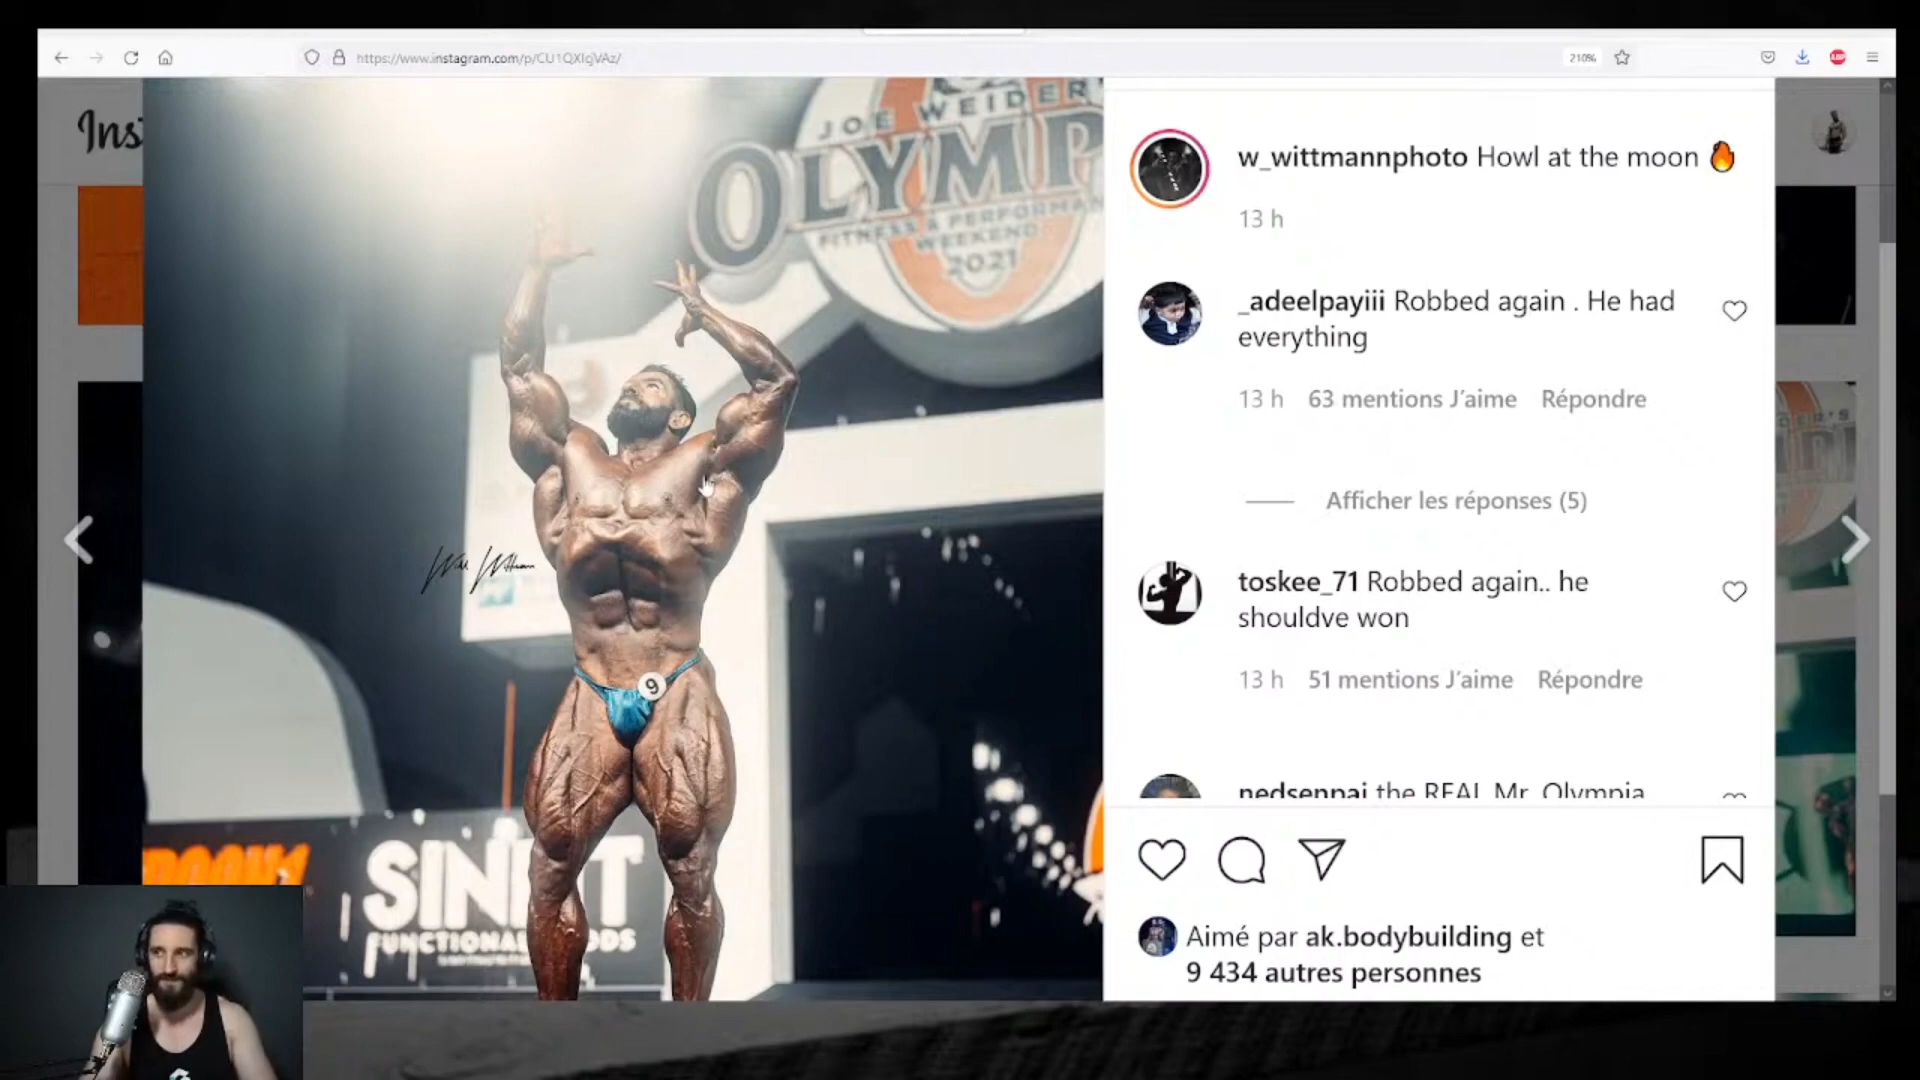 https://www.instagram.com/p/CU1QXIqjVAz/
210%
Ins
JOE WEIDER'S
OLYMP
FITNESS & PERFORMAN
WEEKEND
2021
9
FUNCTIONAL
w_wittmannphoto Howl at the moon 🔥
13 h
_adeelpayiii Robbed again . He had
everything
13 h 63 mentions J'aime Répondre
Afficher les réponses (5)
toskee_71 Robbed again.. he
shouldve won
13 h 51 mentions J'aime Répondre
nedsenpai the REAL Mr. Olympia
Aimé par ak.bodybuilding et
9 434 autres personnes